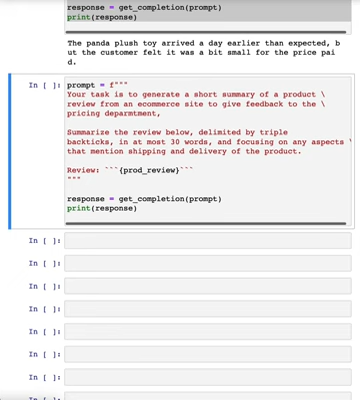 response = get_completion(prompt)
print(response)
The panda plush toy arrived a day earlier than expected, b
ut the customer felt it was a bit small for the price pai
d.
In [ ]: prompt = f"""
Your task is to generate a short summary of a product \
review from an ecommerce site to give feedback to the \
pricing deparmtment,
Summarize the review below, delimited by triple
backticks, in at most 30 words, and focusing on any aspects \
that mention shipping and delivery of the product.
Review: ```{prod_review}```
"""
response = get_completion(prompt)
print(response)
In [ ]:
In [ ]:
In [ ]:
In [ ]:
In [ ]:
In [ ]:
In [ ]: